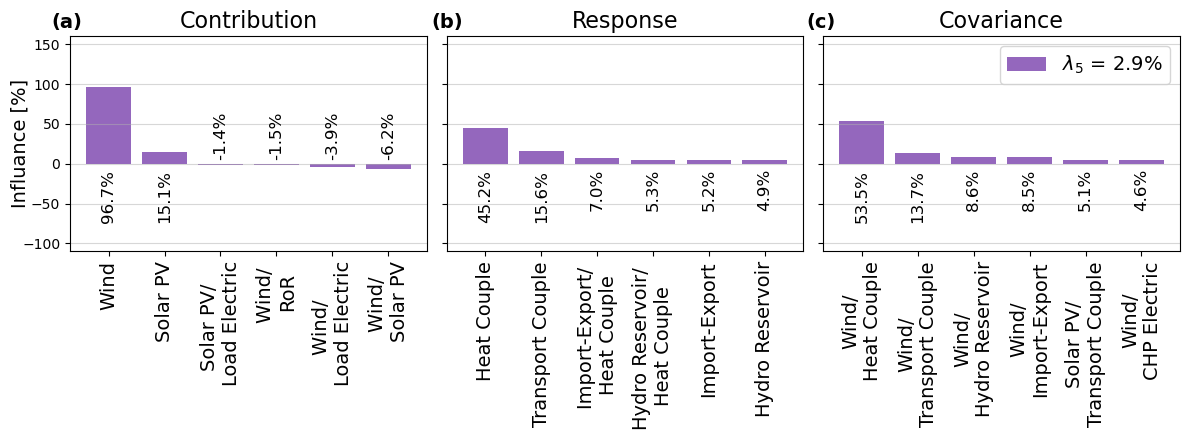 (a)
Contribution
(b)
Response
(c)
Covariance
Influance [%]
150
100
50
0
−50
−100
96.7%
15.1%
-1.4%
-1.5%
-3.9%
-6.2%
Wind
Solar PV
Solar PV/
Load Electric
Wind/
RoR
Wind/
Load Electric
Wind/
Solar PV
45.2%
15.6%
7.0%
5.3%
5.2%
4.9%
Heat Couple
Transport Couple
Import-Export/
Heat Couple
Hydro Reservoir/
Heat Couple
Import-Export
Hydro Reservoir
λ5 = 2.9%
53.5%
13.7%
8.6%
8.5%
5.1%
4.6%
Wind/
Heat Couple
Wind/
Transport Couple
Wind/
Hydro Reservoir
Wind/
Import-Export
Solar PV/
Transport Couple
Wind/
CHP Electric